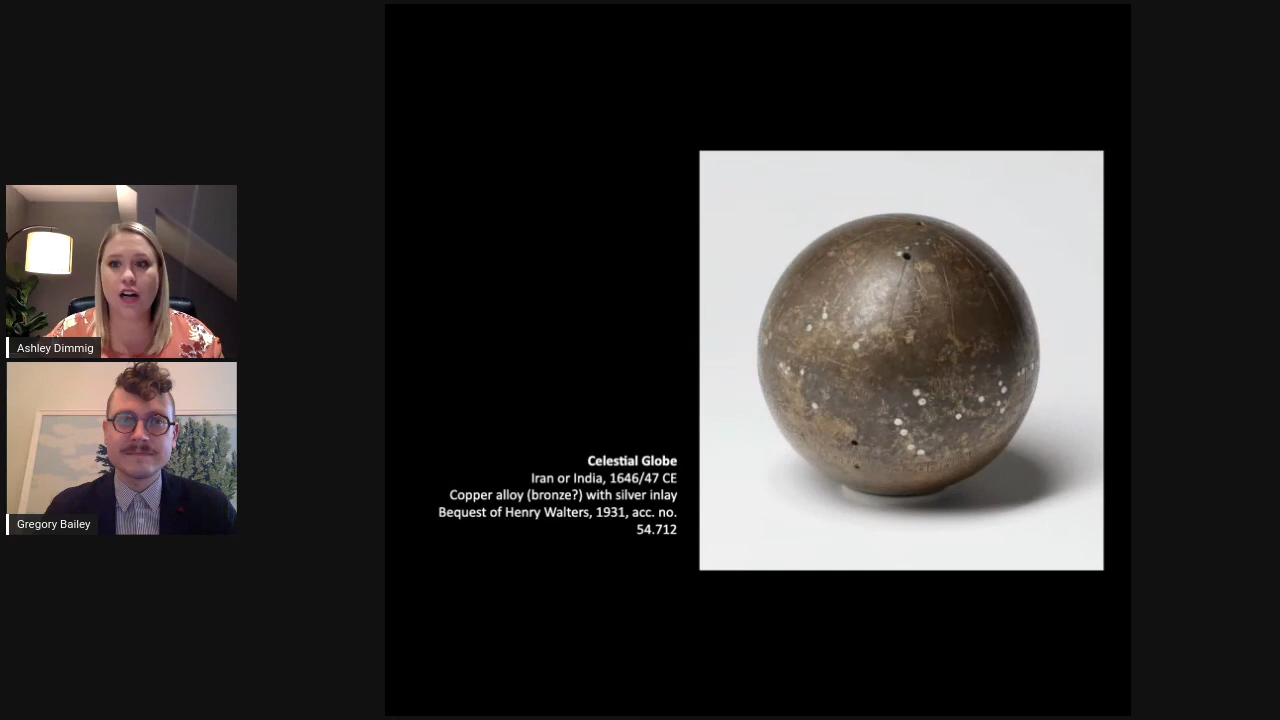 Ashley Dimmig
Gregory Bailey
Celestial Globe
Iran or India, 1646/47 CE
Copper alloy (bronze?) with silver inlay
Bequest of Henry Walters, 1931, acc. no.
54.712